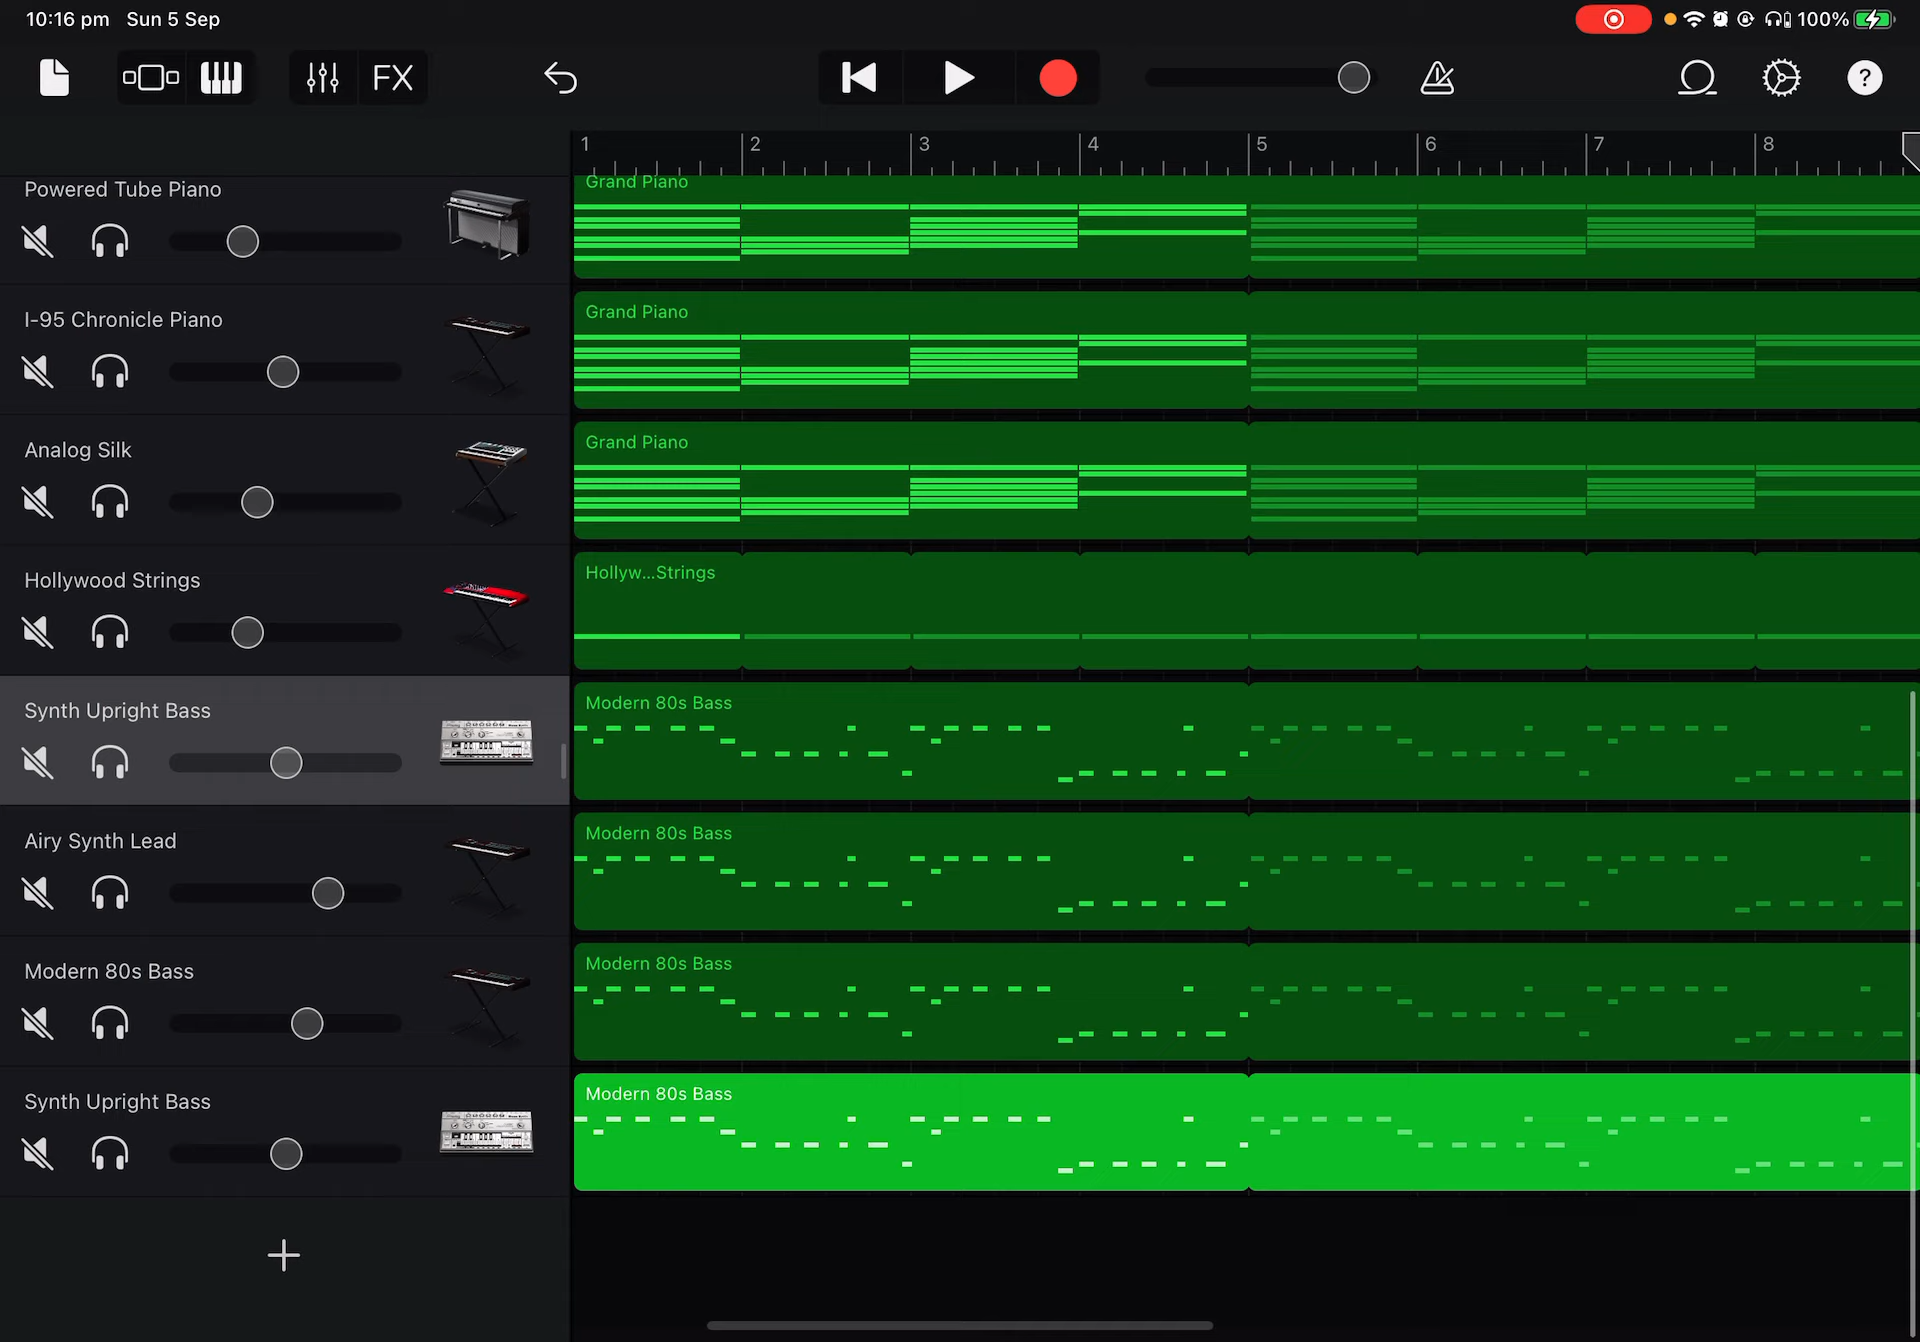 10:16 pm Sun 5 Sep
100%
FX
?
1 2 3 4 5 6 7 8
Powered Tube Piano
Grand Piano
I-95 Chronicle Piano
Grand Piano
Analog Silk
Grand Piano
Hollywood Strings
Hollyw...Strings
Synth Upright Bass
Modern 80s Bass
Airy Synth Lead
Modern 80s Bass
Modern 80s Bass
Modern 80s Bass
Synth Upright Bass
Modern 80s Bass